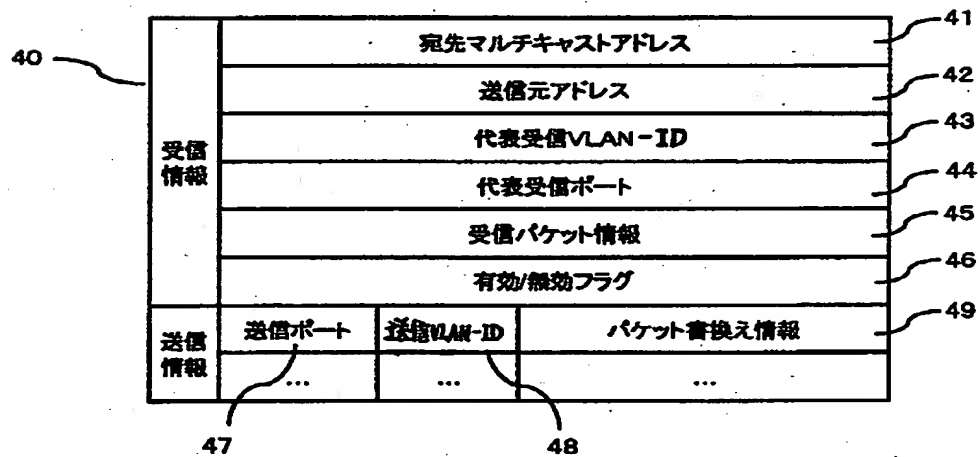 40
受信
情報
宛先マルチキャストアドレス
41
送信元アドレス
42
代表受信VLAN-ID
43
代表受信ポート
44
受信パケット情報
45
有効/無効フラグ
46
送信
情報
送信ポート
送信VLAN-ID
パケット書換え情報
49
...
...
...
47
48